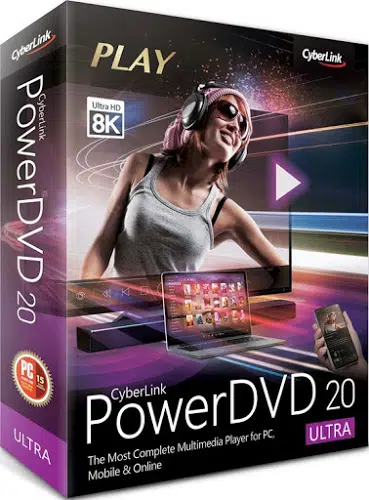 CyberLink
PLAY
Ultra HD
8K
CyberLink
PowerDVD 20
PC
15
ULTRA
CyberLink
PowerDVD 20
ULTRA
The Most Complete Multimedia Player for PC,
Mobile & Online